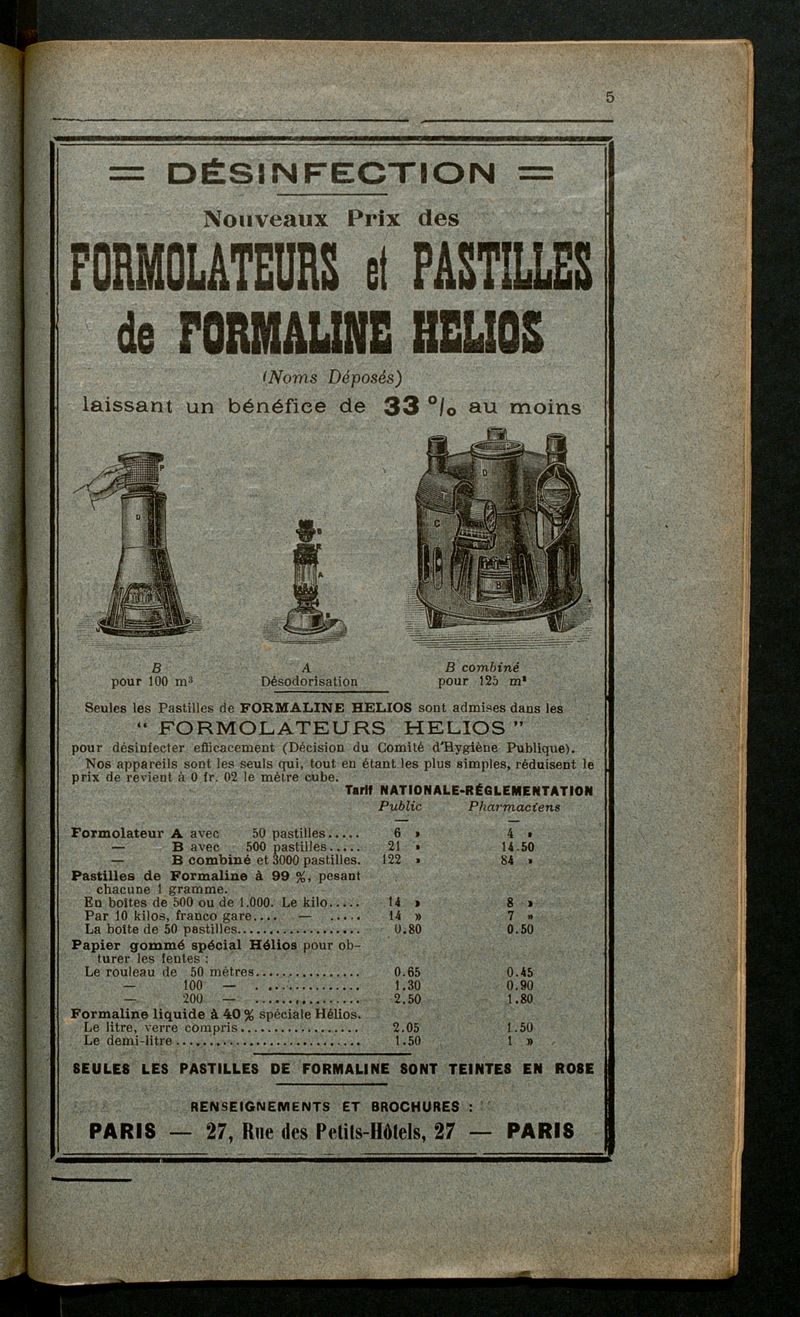 5
= DÉSINFECTION =
Nouveaux Prix des
FORMOLATEURS et PASTILLES
de FORMALINE HELIOS
(Noms Déposés)
laissant un bénéfice de 33 % au moins
B
pour 100 m³
A
Désodorisation
B combiné
pour 125 m³
Seules les Pastilles de FORMALINE HELIOS sont admises dans les
“ FORMOLATEURS HELIOS ”
pour désinfecter efficacement (Décision du Comité d'Hygiène Publique).
Nos appareils sont les seuls qui, tout en étant les plus simples, réduisent le
prix de revient à 0 fr. 02 le mètre cube.
Tarif NATIONALE-RÉGLEMENTATION
Public Pharmaciens
— —
Formolateur A avec 50 pastilles..... 6 » 4 »
— B avec 500 pastilles..... 21 » 14.50
— B combiné et 3000 pastilles. 122 » 84 »
Pastilles de Formaline à 99 %, pesant
chacune 1 gramme.
En boîtes de 500 ou de 1.000. Le kilo..... 14 » 8 »
Par 10 kilos, franco gare.... — ..... 14 » 7 »
La boîte de 50 pastilles................... 0.80 0.50
Papier gommé spécial Hélios pour ob-
turer les fentes :
Le rouleau de 50 mètres................ 0.65 0.45
— 100 — ................ 1.30 0.90
— 200 — ................ 2.50 1.80
Formaline liquide à 40 % spéciale Hélios.
Le litre, verre compris.................. 2.05 1.50
Le demi-litre............................ 1.50 1 »
SEULES LES PASTILLES DE FORMALINE SONT TEINTES EN ROSE
RENSEIGNEMENTS ET BROCHURES :
PARIS — 27, Rue des Petits-Hôtels, 27 — PARIS